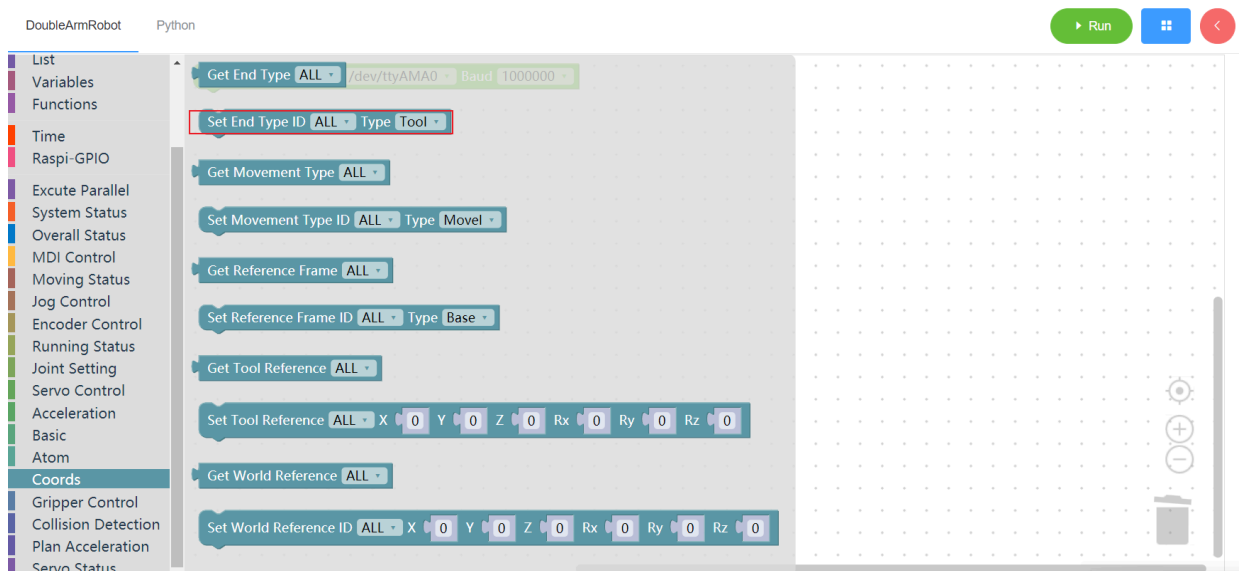 DoubleArmRobot Python Run
List
Variables
Functions
Time
Raspi-GPIO
Excute Parallel
System Status
Overall Status
MDI Control
Moving Status
Jog Control
Encoder Control
Running Status
Joint Setting
Servo Control
Acceleration
Basic
Atom
Coords
Gripper Control
Collision Detection
Plan Acceleration
Servo Status
Get End Type ALL /dev/ttyAMA0 Baud 1000000
Set End Type ID ALL Type Tool
Get Movement Type ALL
Set Movement Type ID ALL Type Movel
Get Reference Frame ALL
Set Reference Frame ID ALL Type Base
Get Tool Reference ALL
Set Tool Reference ALL X 0 Y 0 Z 0 Rx 0 Ry 0 Rz 0
Get World Reference ALL
Set World Reference ID ALL X 0 Y 0 Z 0 Rx 0 Ry 0 Rz 0